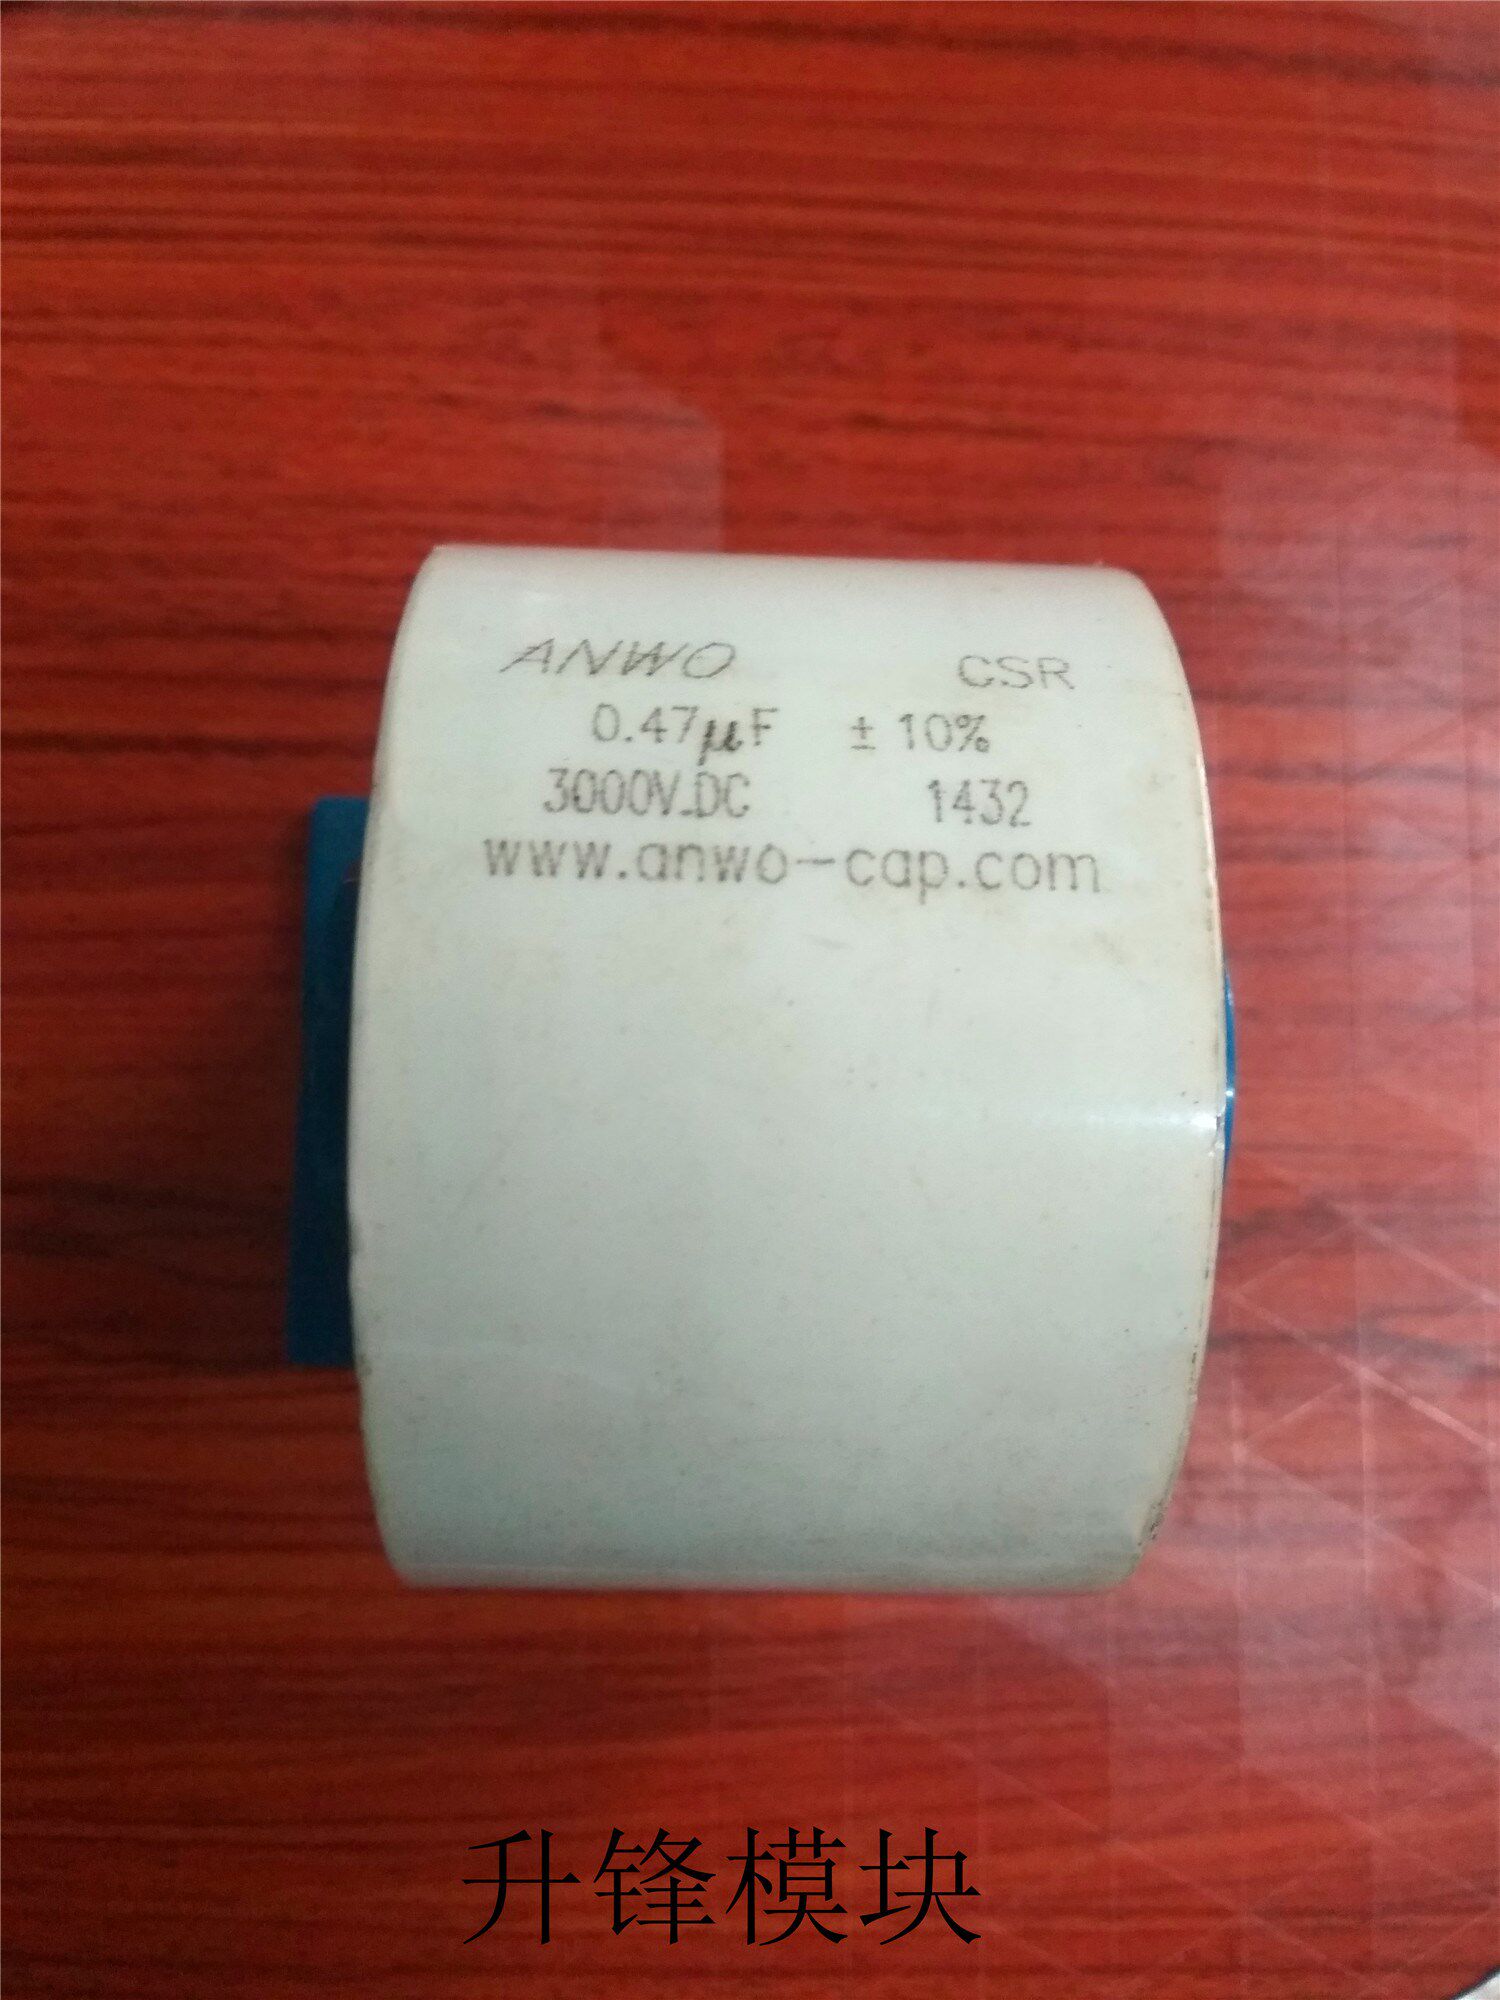 ANWO CSR
0.47μF ±10%
3000V.DC 1432
www.anwo-cap.com
升锋模块